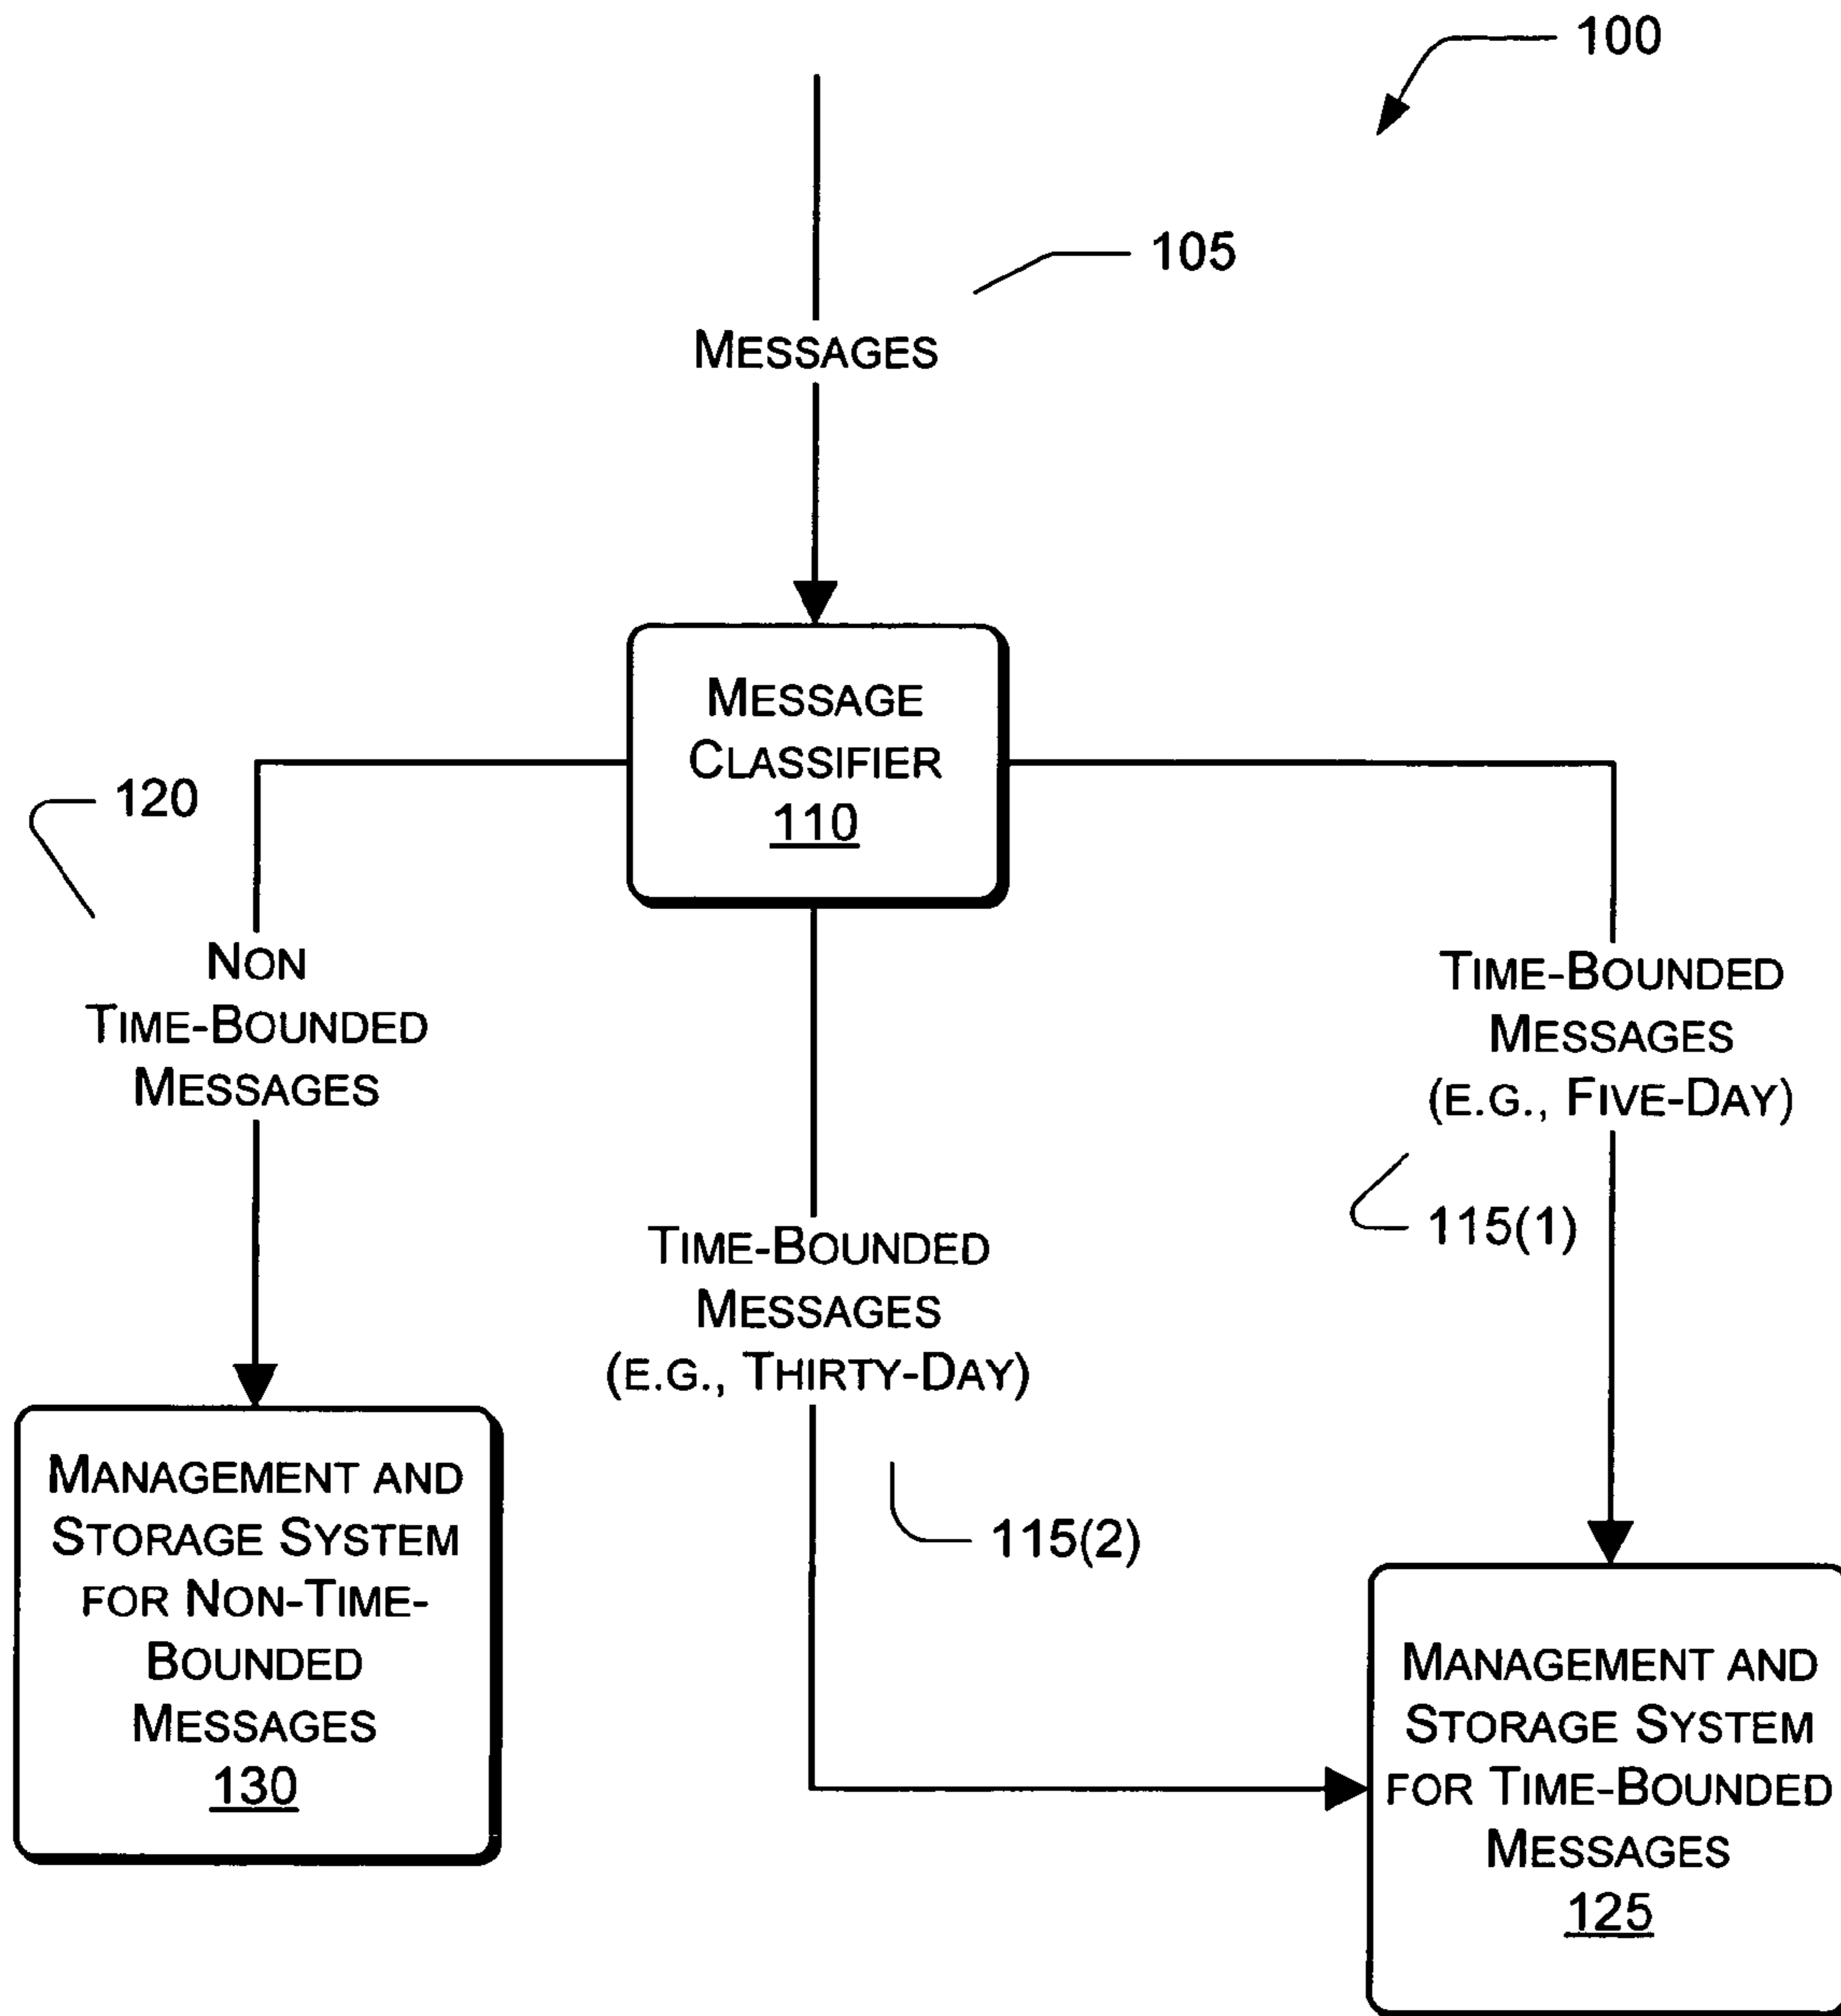 100
105
MESSAGES
MESSAGE
CLASSIFIER
110
120
NON
TIME-BOUNDED
MESSAGES
TIME-BOUNDED
MESSAGES
(E.G., FIVE-DAY)
115(1)
TIME-BOUNDED
MESSAGES
(E.G., THIRTY-DAY)
115(2)
MANAGEMENT AND
STORAGE SYSTEM
FOR NON-TIME-
BOUNDED
MESSAGES
130
MANAGEMENT AND
STORAGE SYSTEM
FOR TIME-BOUNDED
MESSAGES
125